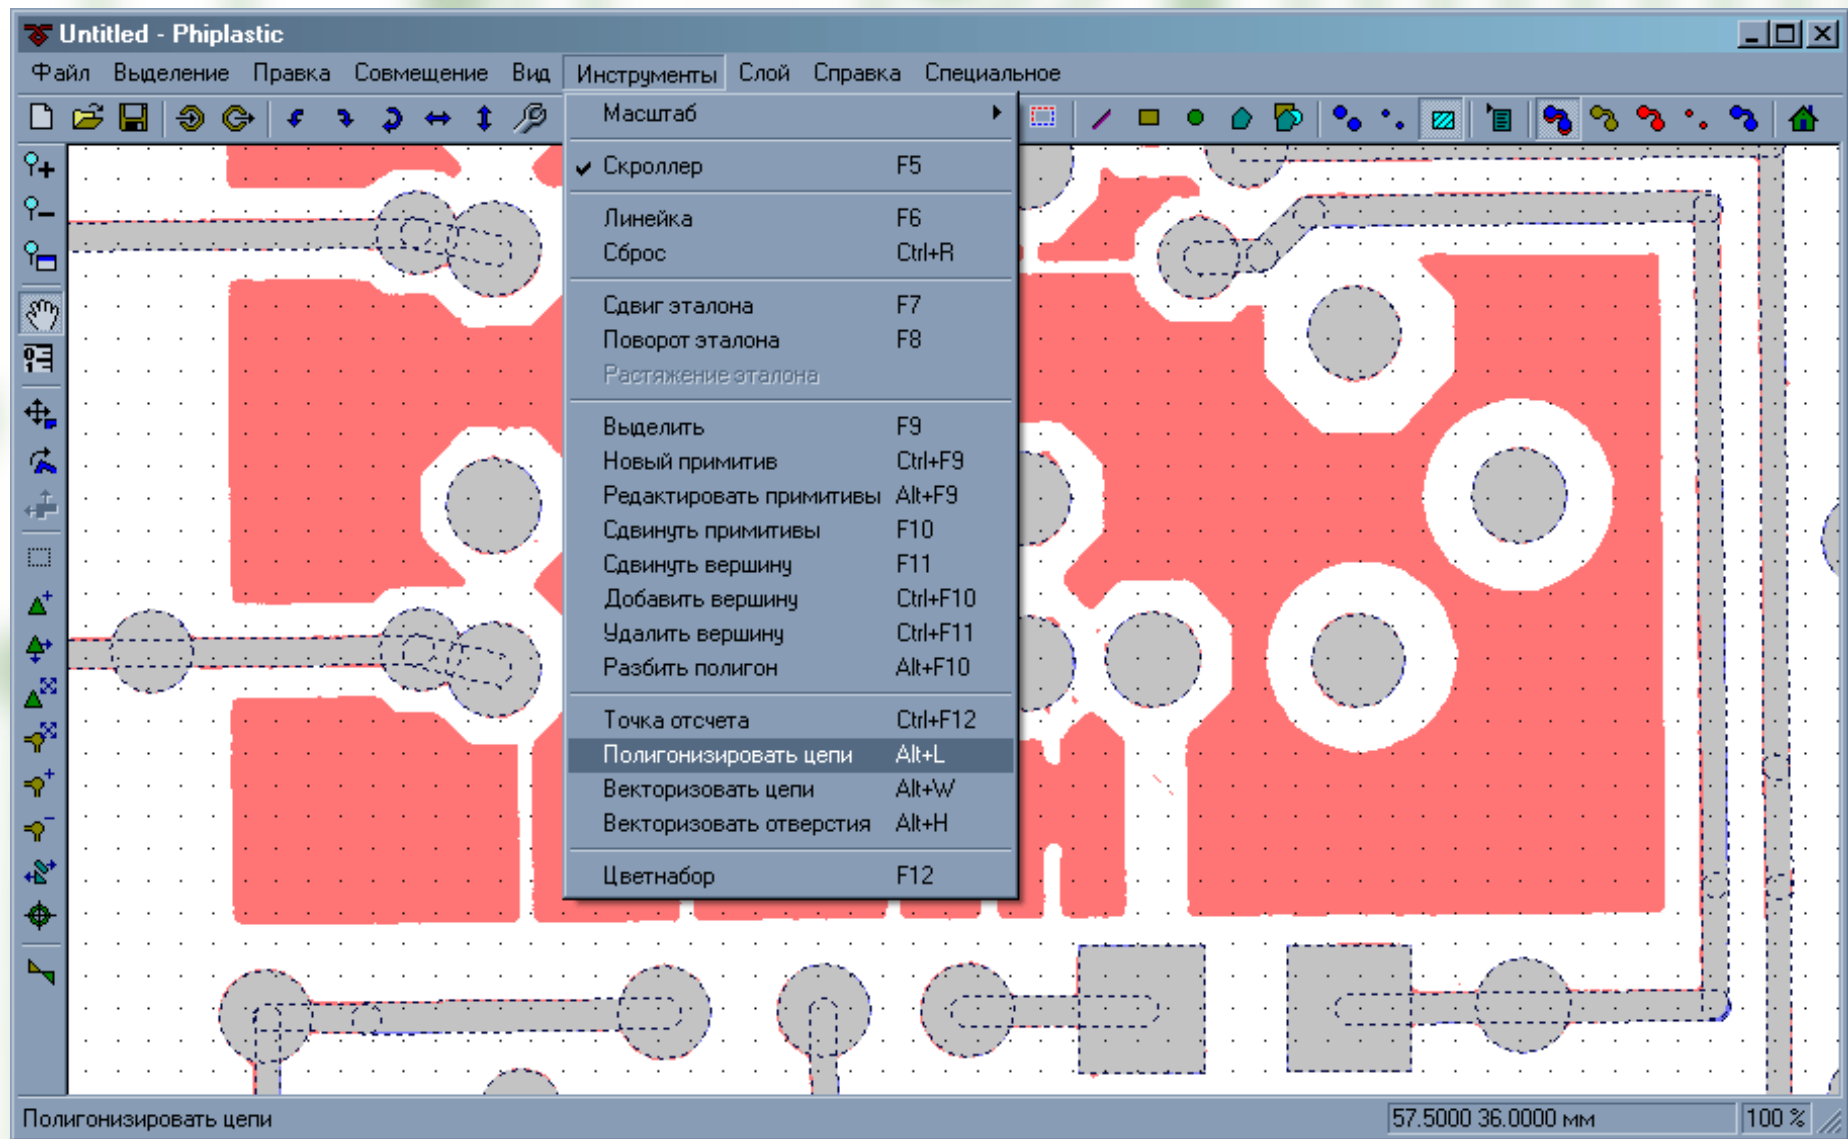 Untitled - Phiplastic
Файл Выделение Правка Совмещение Вид Инструменты Слой Справка Специальное
Масштаб
Скроллер F5
Линейка F6
Сброс Ctrl+R
Сдвиг эталона F7
Поворот эталона F8
Растяжение эталона
Выделить F9
Новый примитив Ctrl+F9
Редактировать примитивы Alt+F9
Сдвинуть примитивы F10
Сдвинуть вершину F11
Добавить вершину Ctrl+F10
Удалить вершину Ctrl+F11
Разбить полигон Alt+F10
Точка отсчета Ctrl+F12
Полигонизировать цепи Alt+L
Векторизовать цепи Alt+W
Векторизовать отверстия Alt+H
Цветнабор F12
Полигонизировать цепи 57.5000 36.0000 мм 100 %